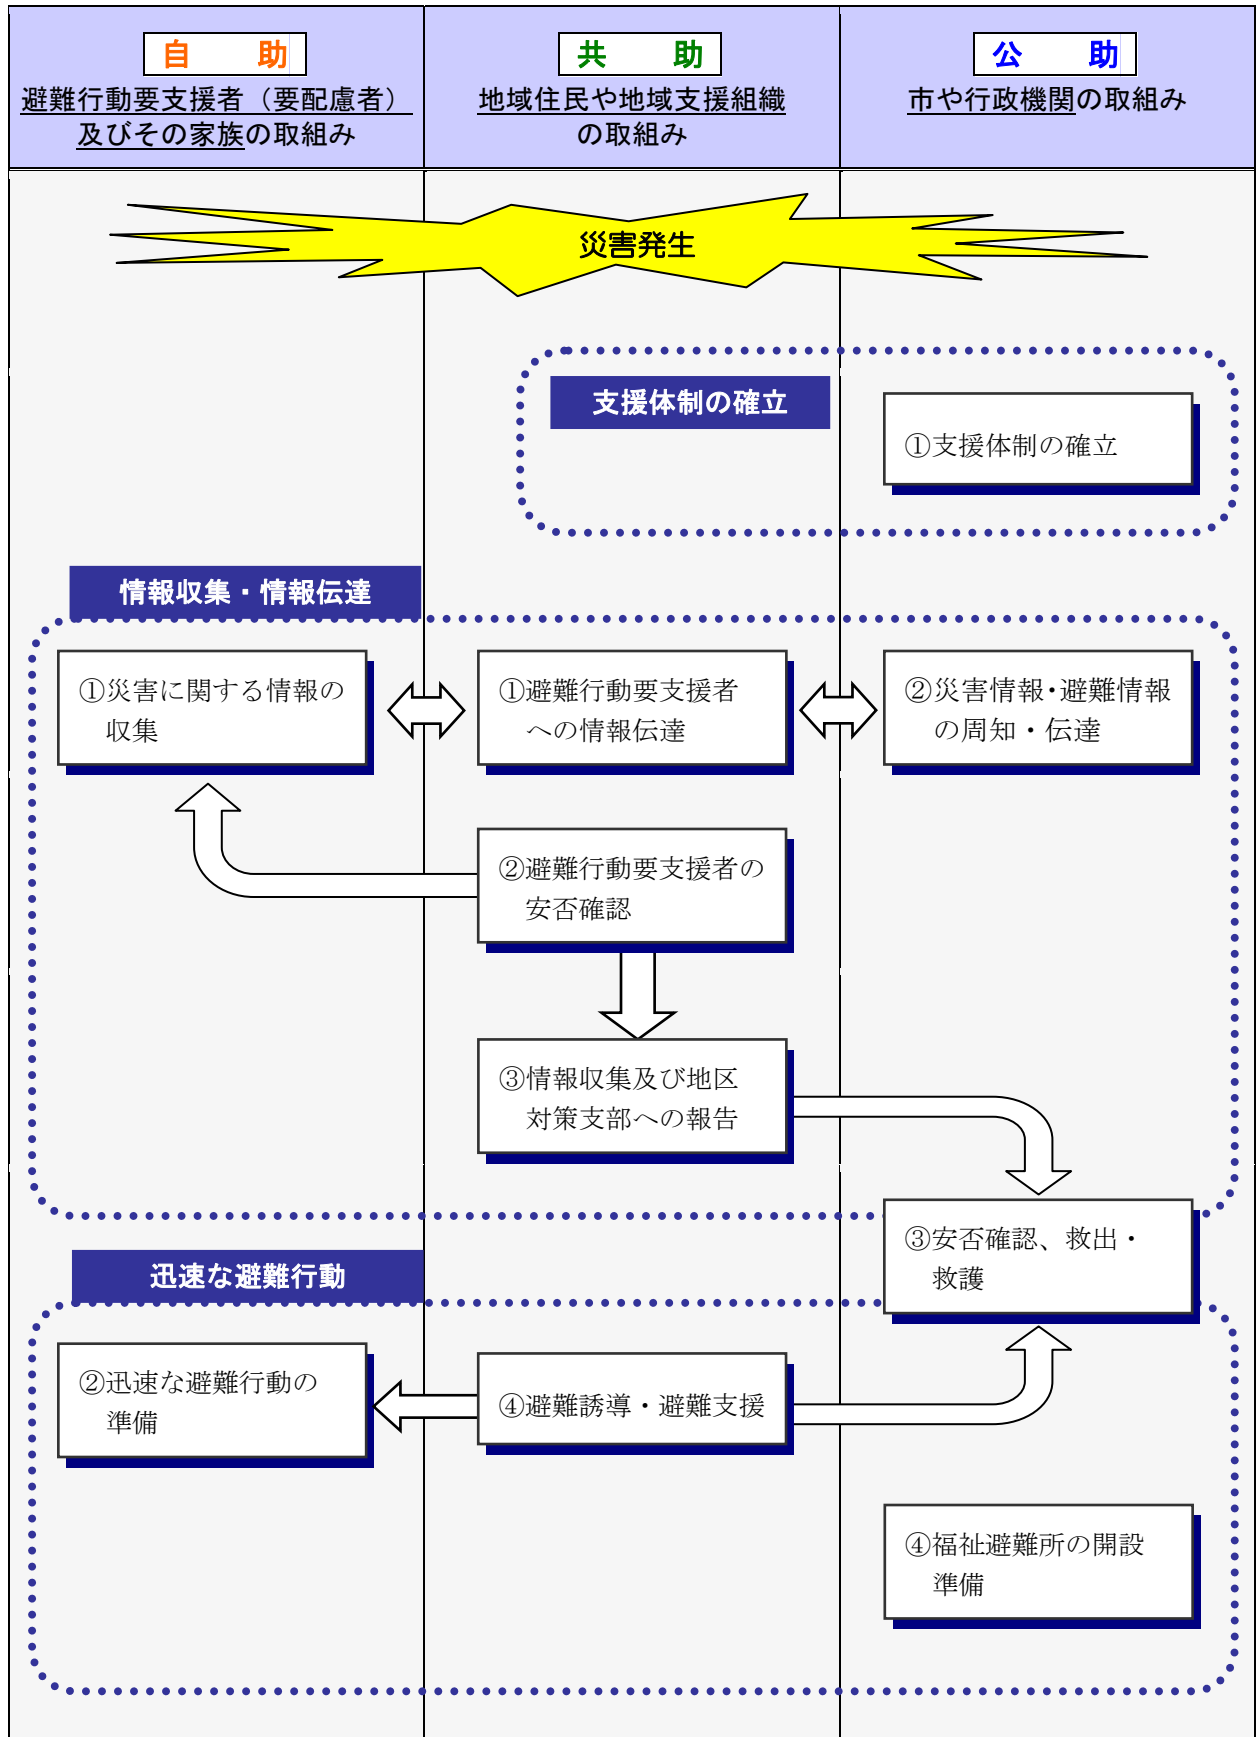 自　助
避難行動要支援者（要配慮者）
及びその家族の取組み
共　助
地域住民や地域支援組織
の取組み
公　助
市や行政機関の取組み
災害発生
支援体制の確立
①支援体制の確立
情報収集・情報伝達
①災害に関する情報の
収集
①避難行動要支援者
への情報伝達
②災害情報・避難情報
の周知・伝達
②避難行動要支援者の
安否確認
③情報収集及び地区
対策支部への報告
③安否確認、救出・
救護
迅速な避難行動
②迅速な避難行動の
準備
④避難誘導・避難支援
④福祉避難所の開設
準備